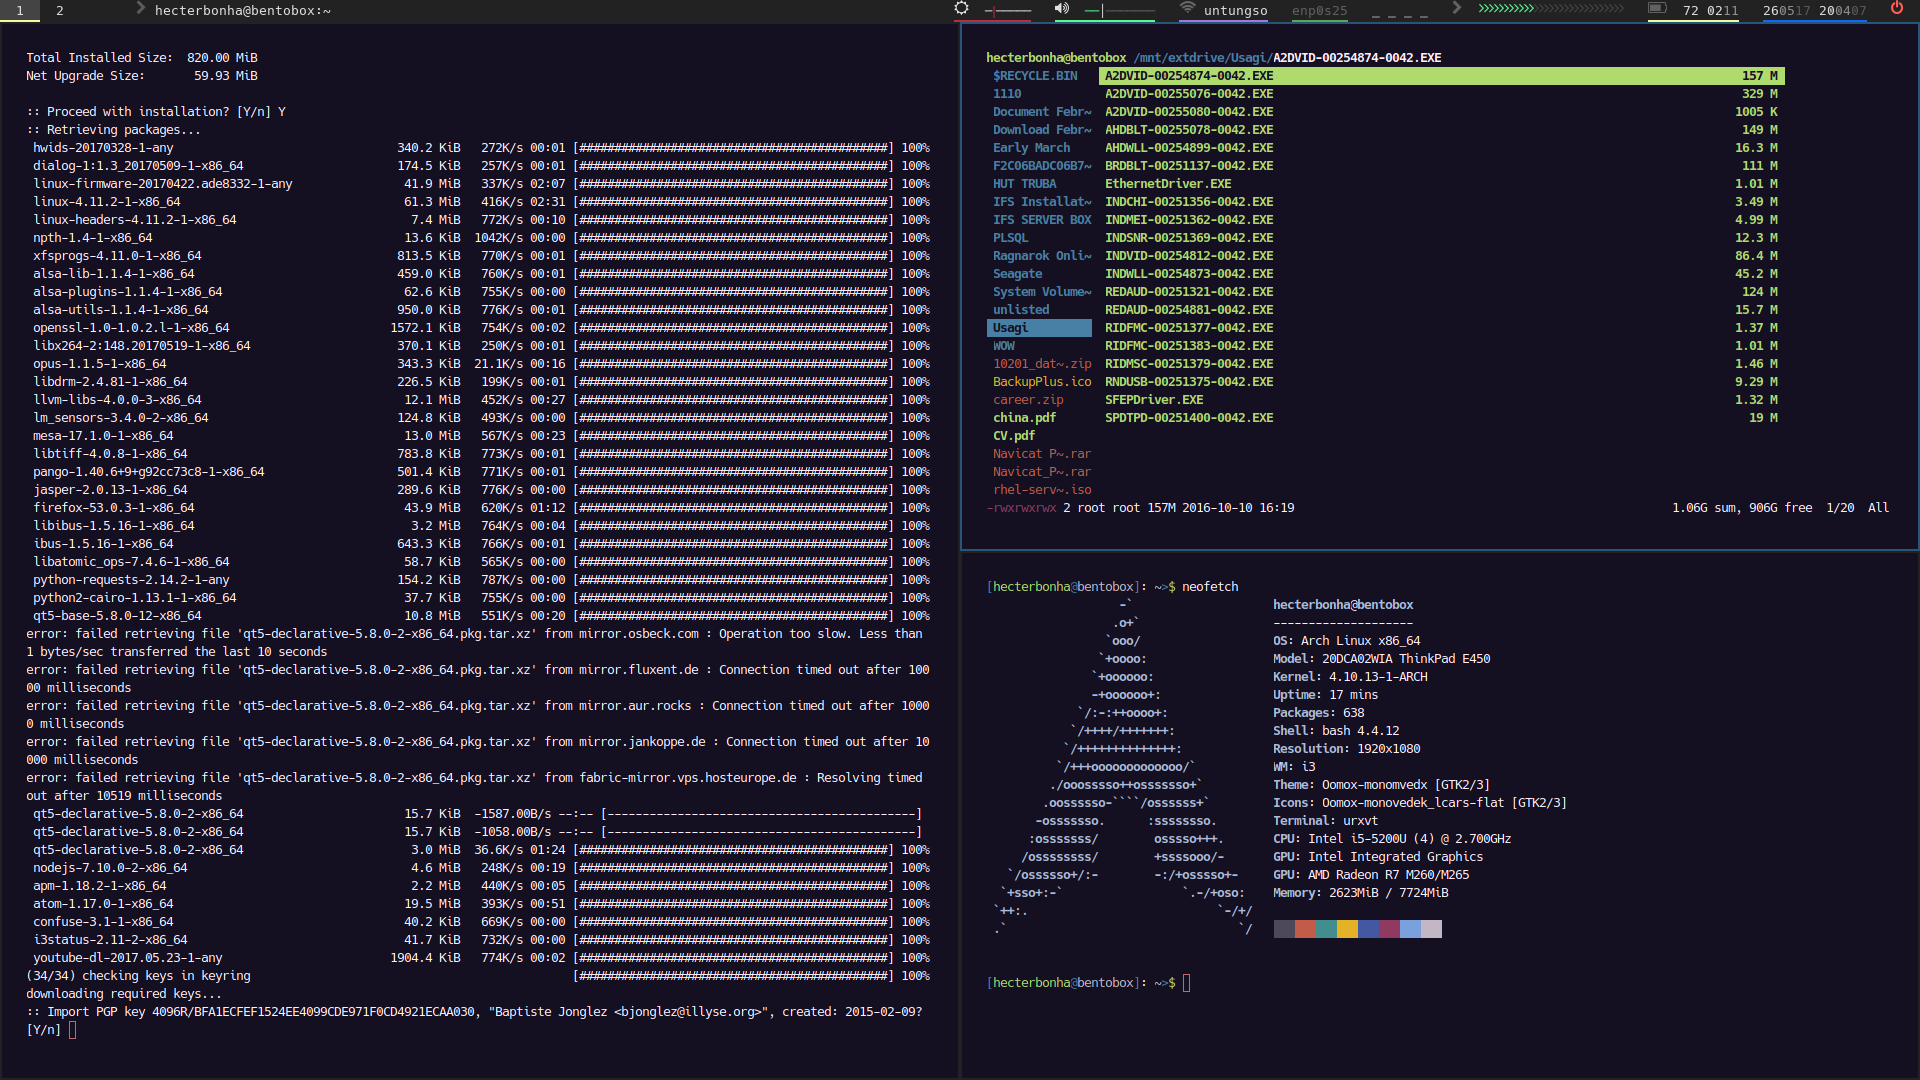 1 2 hecterbonha@bentobox:~ untungso enp0s25 72 0211 260517 200407
Total Installed Size:  820.00 MiB
Net Upgrade Size:       59.93 MiB
:: Proceed with installation? [Y/n] Y
:: Retrieving packages...
hwids-20170328-1-any 340.2 KiB 272K/s 00:01 [############################################] 100%
dialog-1:1.3_20170509-1-x86_64 174.5 KiB 257K/s 00:01 [############################################] 100%
linux-firmware-20170422.ade8332-1-any 41.9 MiB 337K/s 02:07 [############################################] 100%
linux-4.11.2-1-x86_64 61.3 MiB 416K/s 02:31 [############################################] 100%
linux-headers-4.11.2-1-x86_64 7.4 MiB 772K/s 00:10 [############################################] 100%
npth-1.4-1-x86_64 13.6 KiB 1042K/s 00:00 [############################################] 100%
xfsprogs-4.11.0-1-x86_64 813.5 KiB 770K/s 00:01 [############################################] 100%
alsa-lib-1.1.4-1-x86_64 459.0 KiB 760K/s 00:01 [############################################] 100%
alsa-plugins-1.1.4-1-x86_64 62.6 KiB 755K/s 00:00 [############################################] 100%
alsa-utils-1.1.4-1-x86_64 950.0 KiB 776K/s 00:01 [############################################] 100%
openssl-1.0-1.0.2.l-1-x86_64 1572.1 KiB 754K/s 00:02 [############################################] 100%
libx264-2:148.20170519-1-x86_64 370.1 KiB 250K/s 00:01 [############################################] 100%
opus-1.1.5-1-x86_64 343.3 KiB 21.1K/s 00:16 [############################################] 100%
libdrm-2.4.81-1-x86_64 226.5 KiB 199K/s 00:01 [############################################] 100%
llvm-libs-4.0.0-3-x86_64 12.1 MiB 452K/s 00:27 [############################################] 100%
lm_sensors-3.4.0-2-x86_64 124.8 KiB 493K/s 00:00 [############################################] 100%
mesa-17.1.0-1-x86_64 13.0 MiB 567K/s 00:23 [############################################] 100%
libtiff-4.0.8-1-x86_64 783.8 KiB 773K/s 00:01 [############################################] 100%
pango-1.40.6+9+g92cc73c8-1-x86_64 501.4 KiB 771K/s 00:01 [############################################] 100%
jasper-2.0.13-1-x86_64 289.6 KiB 776K/s 00:00 [############################################] 100%
firefox-53.0.3-1-x86_64 43.9 MiB 620K/s 01:12 [############################################] 100%
libibus-1.5.16-1-x86_64 3.2 MiB 764K/s 00:04 [############################################] 100%
ibus-1.5.16-1-x86_64 643.3 KiB 766K/s 00:01 [############################################] 100%
libatomic_ops-7.4.6-1-x86_64 58.7 KiB 565K/s 00:00 [############################################] 100%
python-requests-2.14.2-1-any 154.2 KiB 787K/s 00:00 [############################################] 100%
python2-cairo-1.13.1-1-x86_64 37.7 KiB 755K/s 00:00 [############################################] 100%
qt5-base-5.8.0-12-x86_64 10.8 MiB 551K/s 00:20 [############################################] 100%
error: failed retrieving file 'qt5-declarative-5.8.0-2-x86_64.pkg.tar.xz' from mirror.osbeck.com : Operation too slow. Less than
1 bytes/sec transferred the last 10 seconds
error: failed retrieving file 'qt5-declarative-5.8.0-2-x86_64.pkg.tar.xz' from mirror.fluxent.de : Connection timed out after 100
00 milliseconds
error: failed retrieving file 'qt5-declarative-5.8.0-2-x86_64.pkg.tar.xz' from mirror.aur.rocks : Connection timed out after 1000
0 milliseconds
error: failed retrieving file 'qt5-declarative-5.8.0-2-x86_64.pkg.tar.xz' from mirror.jankoppe.de : Connection timed out after 10
000 milliseconds
error: failed retrieving file 'qt5-declarative-5.8.0-2-x86_64.pkg.tar.xz' from fabric-mirror.vps.hosteurope.de : Resolving timed
out after 10519 milliseconds
qt5-declarative-5.8.0-2-x86_64 15.7 KiB -1587.00B/s --:-- [--------------------------------------------]
qt5-declarative-5.8.0-2-x86_64 15.7 KiB -1058.00B/s --:-- [--------------------------------------------]
qt5-declarative-5.8.0-2-x86_64 3.0 MiB 36.6K/s 01:24 [############################################] 100%
nodejs-7.10.0-2-x86_64 4.6 MiB 248K/s 00:19 [############################################] 100%
apm-1.18.2-1-x86_64 2.2 MiB 440K/s 00:05 [############################################] 100%
atom-1.17.0-1-x86_64 19.5 MiB 393K/s 00:51 [############################################] 100%
confuse-3.1-1-x86_64 40.2 KiB 669K/s 00:00 [############################################] 100%
i3status-2.11-2-x86_64 41.7 KiB 732K/s 00:00 [############################################] 100%
youtube-dl-2017.05.23-1-any 1904.4 KiB 774K/s 00:02 [############################################] 100%
(34/34) checking keys in keyring [############################################] 100%
downloading required keys...
:: Import PGP key 4096R/BFA1ECFEF1524EE4099CDE971F0CD4921ECAA030, "Baptiste Jonglez <bjonglez@illyse.org>", created: 2015-02-09?
[Y/n]
hecterbonha@bentobox /mnt/extdrive/Usagi/A2DVID-00254874-0042.EXE
$RECYCLE.BIN A2DVID-00254874-0042.EXE 157 M
1110 A2DVID-00255076-0042.EXE 329 M
Document Febr~ A2DVID-00255080-0042.EXE 1005 K
Download Febr~ AHDBLT-00255078-0042.EXE 149 M
Early March AHDWLL-00254899-0042.EXE 16.3 M
F2C06BADC06B7~ BRDBLT-00251137-0042.EXE 111 M
HUT TRUBA EthernetDriver.EXE 1.01 M
IFS Installat~ INDCHI-00251356-0042.EXE 3.49 M
IFS SERVER BOX INDMEI-00251362-0042.EXE 4.99 M
PLSQL INDSNR-00251369-0042.EXE 12.3 M
Ragnarok Onli~ INDVID-00254812-0042.EXE 86.4 M
Seagate INDWLL-00254873-0042.EXE 45.2 M
System Volume~ REDAUD-00251321-0042.EXE 124 M
unlisted REDAUD-00254881-0042.EXE 15.7 M
Usagi RIDFMC-00251377-0042.EXE 1.37 M
WOW RIDFMC-00251383-0042.EXE 1.01 M
10201_dat~.zip RIDMSC-00251379-0042.EXE 1.46 M
BackupPlus.ico RNDUSB-00251375-0042.EXE 9.29 M
career.zip SFEPDriver.EXE 1.32 M
china.pdf SPDTPD-00251400-0042.EXE 19 M
CV.pdf
Navicat P~.rar
Navicat_P~.rar
rhel-serv~.iso
-rwxrwxrwx 2 root root 157M 2016-10-10 16:19 1.06G sum, 906G free 1/20 All
[hecterbonha@bentobox]: ~>$ neofetch
-` hecterbonha@bentobox
.o+` --------------------
`ooo/ OS: Arch Linux x86_64
`+oooo: Model: 20DCA02WIA ThinkPad E450
`+oooooo: Kernel: 4.10.13-1-ARCH
-+oooooo+: Uptime: 17 mins
`/:-:++oooo+: Packages: 638
`/++++/+++++++: Shell: bash 4.4.12
`/++++++++++++++: Resolution: 1920x1080
`/+++ooooooooooooo/` WM: i3
./ooosssso++osssssso+` Theme: Oomox-monomvedx [GTK2/3]
.oossssso-````/ossssss+` Icons: Oomox-monovedek_lcars-flat [GTK2/3]
-osssssso. :ssssssso. Terminal: urxvt
:osssssss/ osssso+++. CPU: Intel i5-5200U (4) @ 2.700GHz
/ossssssss/ +ssssooo/- GPU: Intel Integrated Graphics
`/ossssso+/:- -:/+osssso+- GPU: AMD Radeon R7 M260/M265
`+sso+:-` `.-/+oso: Memory: 2623MiB / 7724MiB
`++:. `-/+/
.` `/
[hecterbonha@bentobox]: ~>$